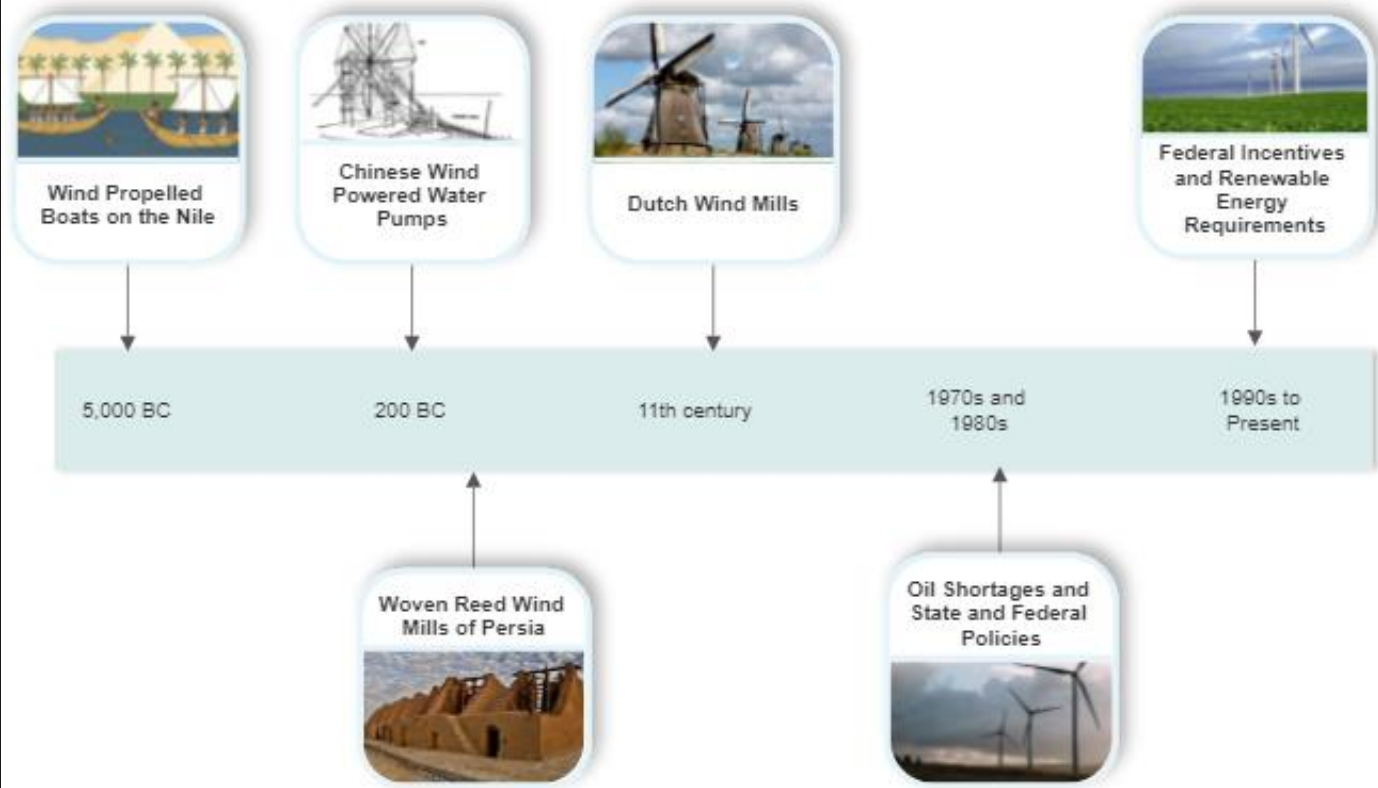 Wind Propelled
Boats on the Nile
Chinese Wind
Powered Water
Pumps
Dutch Wind Mills
Federal Incentives
and Renewable
Energy
Requirements
5,000 BC
200 BC
11th century
1970s and
1980s
1990s to
Present
Woven Reed Wind
Mills of Persia
Oil Shortages and
State and Federal
Policies